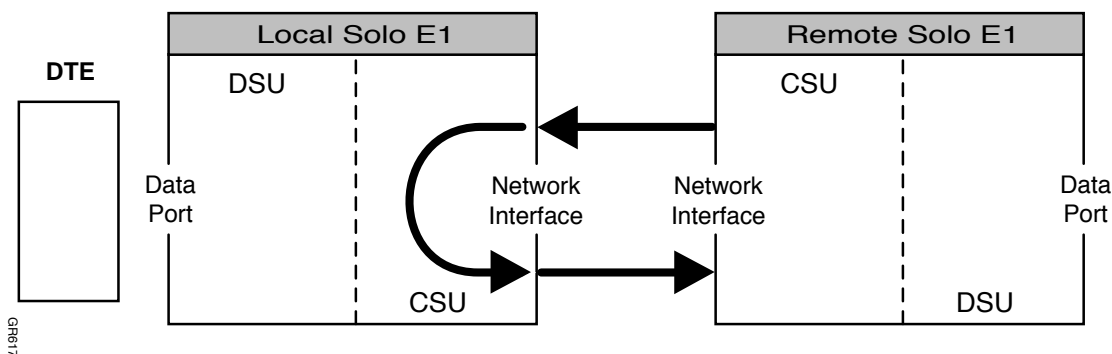 Local Solo E1
Remote Solo E1
DTE
DSU
CSU
Data
Port
Network
Interface
Network
Interface
Data
Port
CSU
DSU
GR617